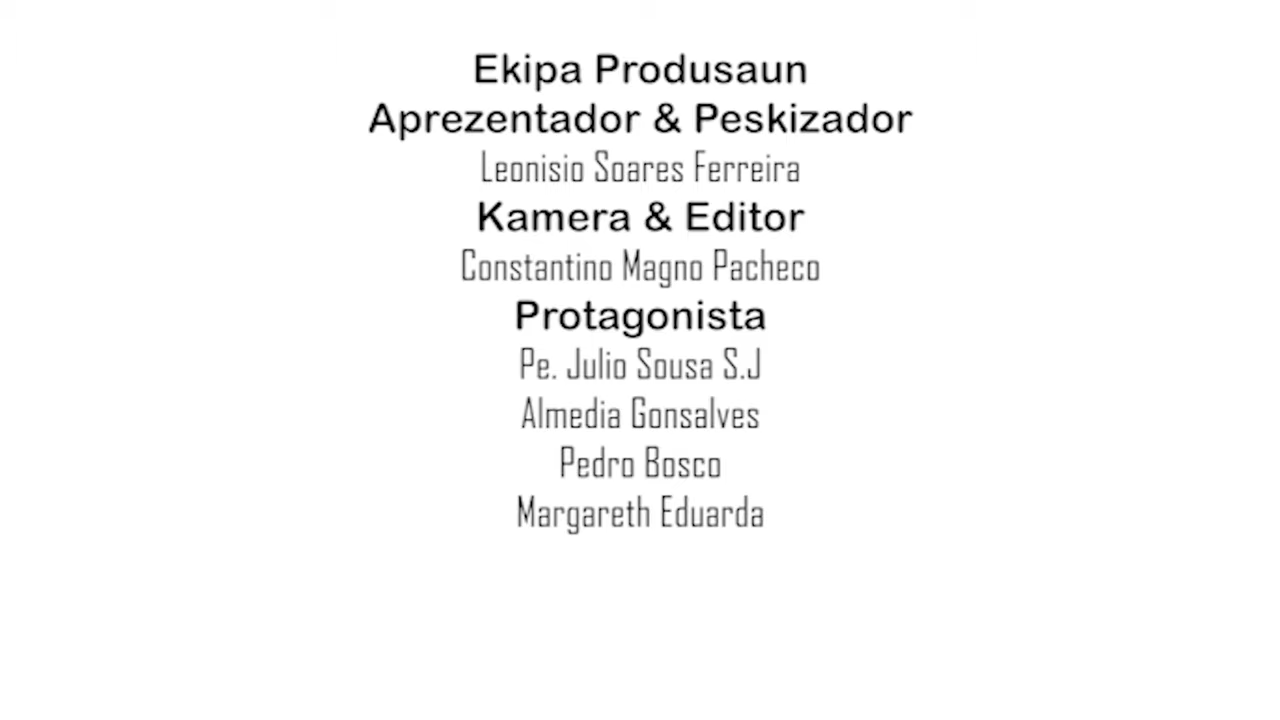 Ekipa Produsaun
Aprezentador & Peskizador
Leonisio Soares Ferreira
Kamera & Editor
Constantino Magno Pacheco
Protagonista
Pe. Julio Sousa S.J
Almedia Gonsalves
Pedro Bosco
Margareth Eduarda